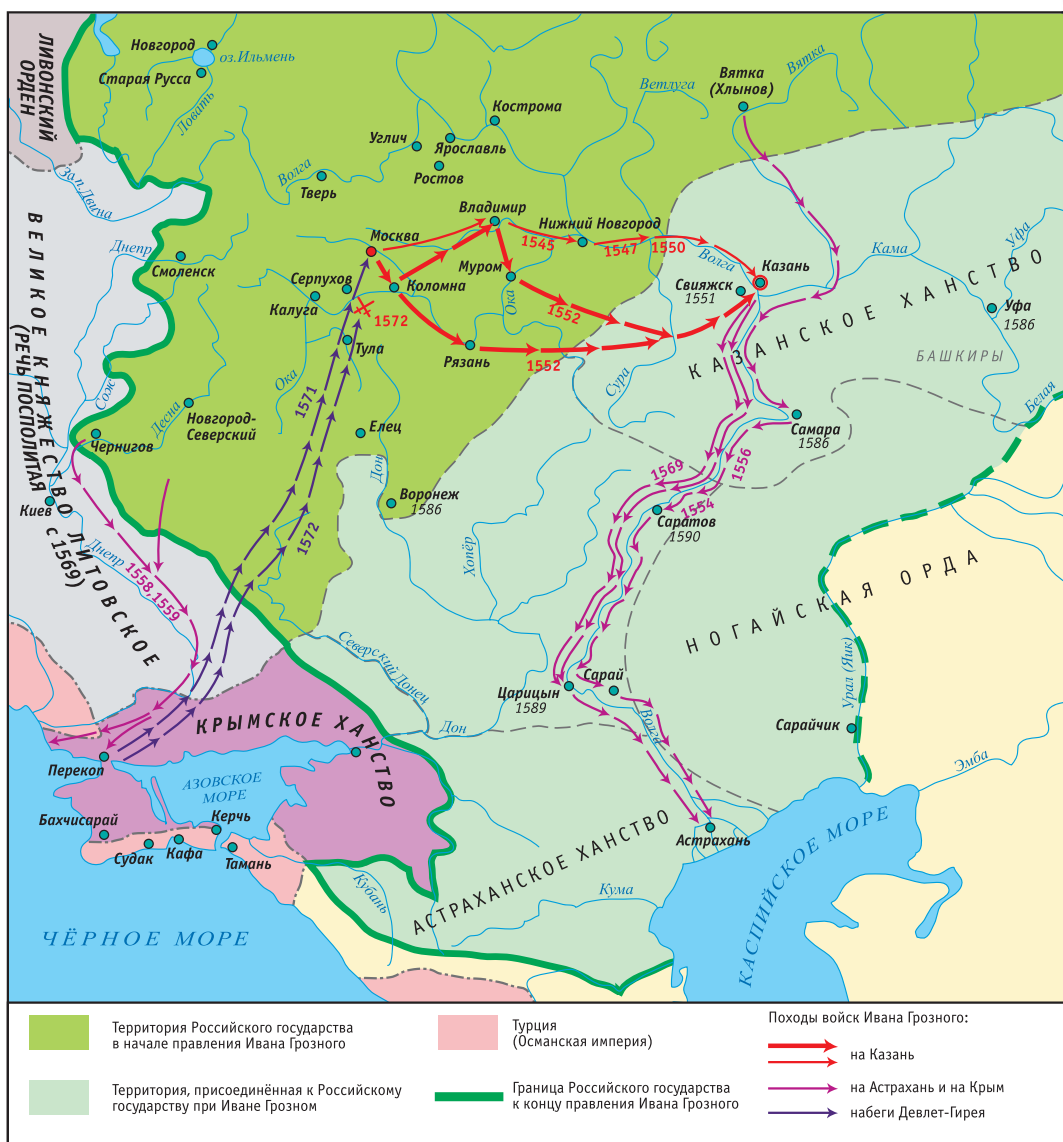 Новгород
оз.Ильмень
Старая Русса
Ловать
ЛИВОНСКИЙ
ОРДЕН
Зап. Двина
Вятка
(Хлынов)
Вятка
Ветлуга
Кострома
Углич
Ярославль
Ростов
Волга
Тверь
Владимир
Нижний Новгород
1545
1547
1550
Москва
Днепр
Смоленск
Серпухов
Калуга
Коломна
Муром
Ока
1552
Волга
Казань
Свияжск
1551
Кама
Уфа
Уфа
1586
БАШКИРЫ
Белая
КАЗАНСКОЕ ХАНСТВО
1572
Тула
Рязань
1552
Сура
Ока
1571
Сож
Десна
Новгород-
Северский
Чернигов
Елец
Дон
Воронеж
1586
Самара
1586
1569
1556
1554
Саратов
1590
Хопёр
Киев
Днепр
1558,1559
1572
ВЕЛИКОЕ КНЯЖЕСТВО ЛИТОВСКОЕ
(РЕЧЬ ПОСПОЛИТАЯ с 1569)
НОГАЙСКАЯ ОРДА
Урал (Яик)
Северский Донец
Дон
Царицын
1589
Сарай
Волга
Сарайчик
Эмба
КРЫМСКОЕ ХАНСТВО
Перекоп
АЗОВСКОЕ
МОРЕ
Бахчисарай
Керчь
Судак
Кафа
Тамань
Кубань
Кума
Астрахань
АСТРАХАНСКОЕ ХАНСТВО
ЧЁРНОЕ МОРЕ
КАСПИЙСКОЕ МОРЕ
Территория Российского государства
в начале правления Ивана Грозного
Территория, присоединённая к Российскому
государству при Иване Грозном
Турция
(Османская империя)
Граница Российского государства
к концу правления Ивана Грозного
Походы войск Ивана Грозного:
на Казань
на Астрахань и на Крым
набеги Девлет-Гирея